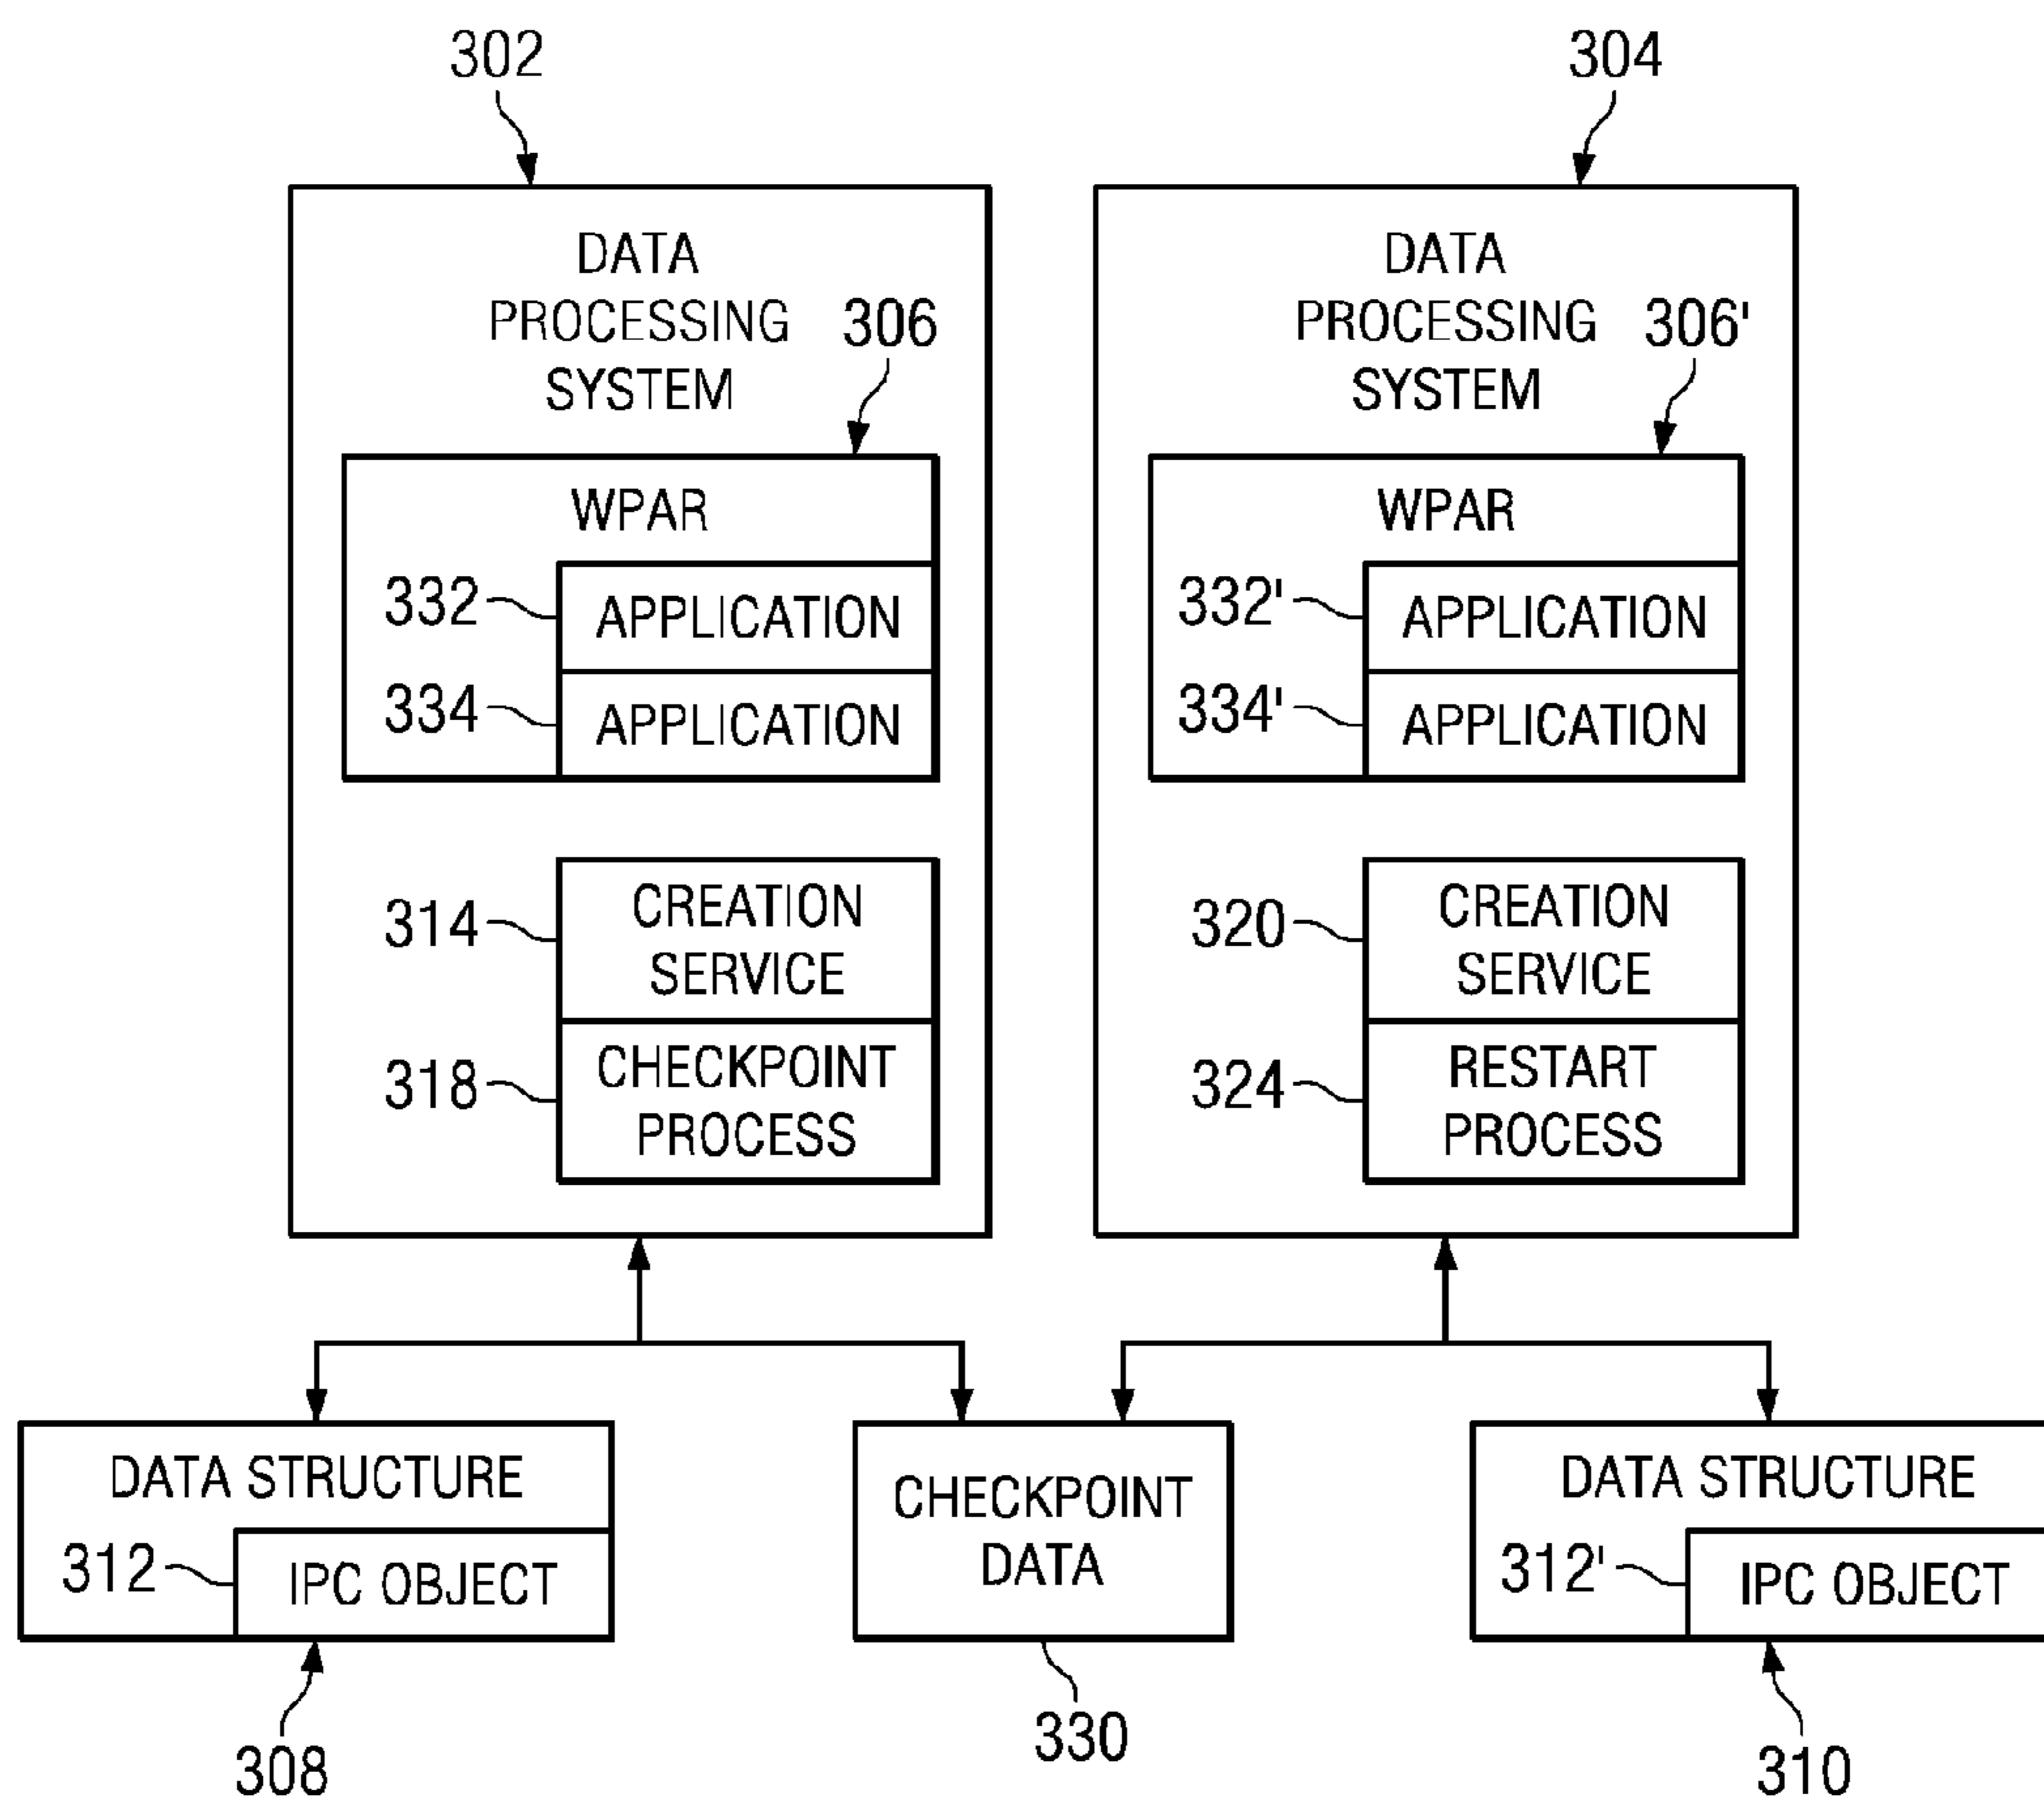 302
304
DATA
PROCESSING
SYSTEM
306
WPAR
332
APPLICATION
334
APPLICATION
314
CREATION
SERVICE
318
CHECKPOINT
PROCESS
DATA
PROCESSING
SYSTEM
306'
WPAR
332'
APPLICATION
334'
APPLICATION
320
CREATION
SERVICE
324
RESTART
PROCESS
DATA STRUCTURE
312
IPC OBJECT
308
CHECKPOINT
DATA
330
DATA STRUCTURE
312'
IPC OBJECT
310